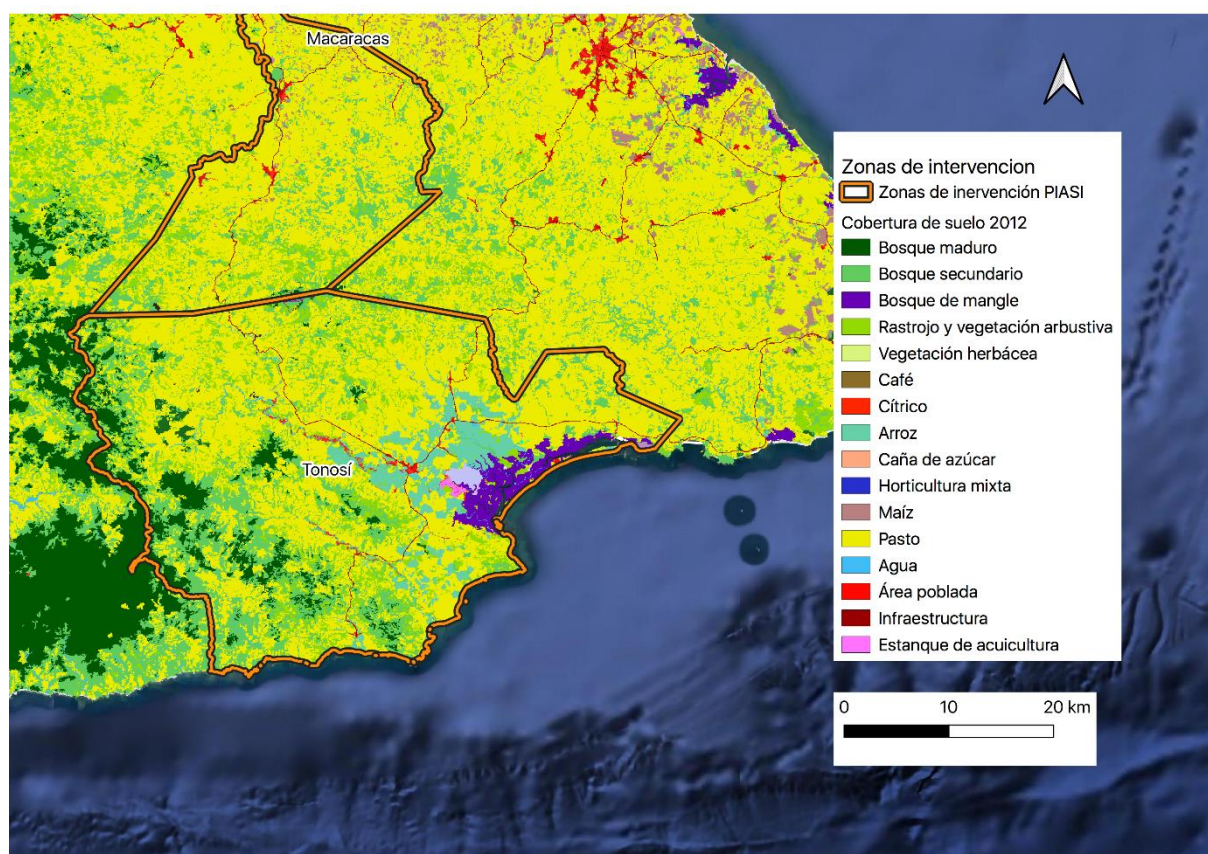 Macaracas
Tonosí
Zonas de intervencion
Zonas de inervención PIASI
Cobertura de suelo 2012
Bosque maduro
Bosque secundario
Bosque de mangle
Rastrojo y vegetación arbustiva
Vegetación herbácea
Café
Cítrico
Arroz
Caña de azúcar
Horticultura mixta
Maíz
Pasto
Agua
Área poblada
Infraestructura
Estanque de acuicultura
0 10 20 km